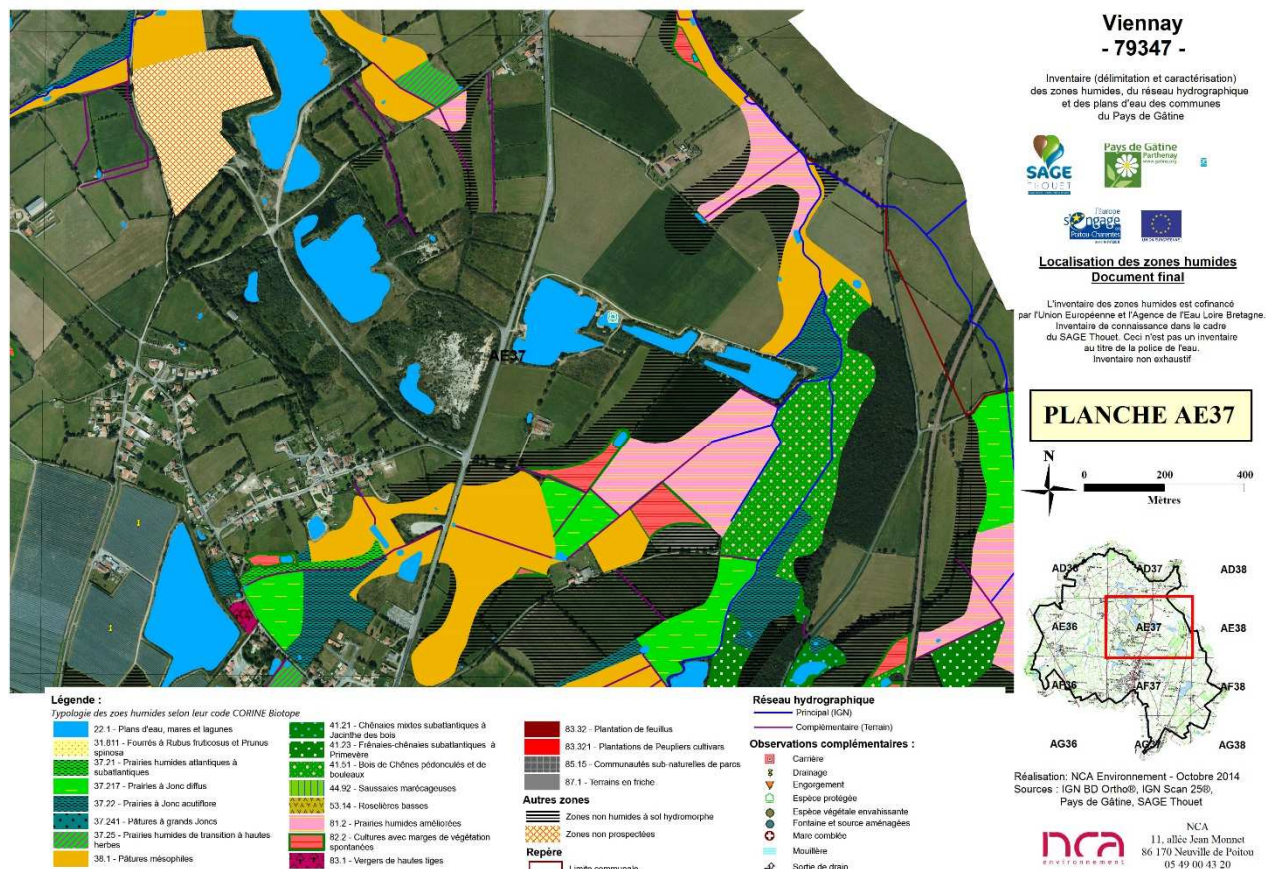 Viennay
- 79347 -
Inventaire (délimitation et caractérisation)
des zones humides, du réseau hydrographique
et des plans d'eau des communes
du Pays de Gâtine
SAGE
THOUET
Pays de Gâtine
Parthenay
l'Europe
s'engage
en
Poitou-Charentes
UNION EUROPEENNE
Localisation des zones humides
Document final
L'inventaire des zones humides est cofinancé
par l'Union Européenne et l'Agence de l'Eau Loire Bretagne.
Inventaire de connaissance dans le cadre
du SAGE Thouet. Ceci n'est pas un inventaire
au titre de la police de l'eau.
Inventaire non exhaustif
PLANCHE AE37
N
0 200 400
Mètres
AE37
1
1
AD36 AD37 AD38
AE36 AE37 AE38
AF36 AF37 AF38
AG36 AG37 AG38
Réalisation: NCA Environnement - Octobre 2014
Sources : IGN BD Ortho®, IGN Scan 25®,
Pays de Gâtine, SAGE Thouet
nca
environnement
NCA
11, allée Jean Monnet
86 170 Neuville de Poitou
05 49 00 43 20
Légende :
Typologie des zoes humides selon leur code CORINE Biotope
22.1 - Plans d'eau, mares et lagunes
31.811 - Fourrés à Rubus fruticosus et Prunus
spinosa
37.21 - Prairies humides atlantiques à
subatlantiques
37.217 - Prairies à Jonc diffus
37.22 - Prairies à Jonc acutiflore
37.241 - Pâtures à grands Joncs
37.25 - Prairies humides de transition à hautes
herbes
38.1 - Pâtures mésophiles
41.21 - Chênaies mixtes subatlantiques à
Jacinthe des bois
41.23 - Frênaies-chênaies subatlantiques à
Primevère
41.51 - Bois de Chênes pédonculés et de
bouleaux
44.92 - Saussaies marécageuses
53.14 - Roselières basses
81.2 - Prairies humides améliorées
82.2 - Cultures avec marges de végétation
spontanées
83.1 - Vergers de hautes tiges
83.32 - Plantation de feuillus
83.321 - Plantations de Peupliers cultivars
85.15 - Communautés sub-naturelles de parcs
87.1 - Terrains en friche
Autres zones
Zones non humides à sol hydromorphe
Zones non prospectées
Repère
Limite communale
Réseau hydrographique
Principal (IGN)
Complémentaire (Terrain)
Observations complémentaires :
Carrière
Drainage
Engorgement
Espèce protégée
Espèce végétale envahissante
Fontaine et source aménagées
Mare comblée
Mouillère
Sortie de drain